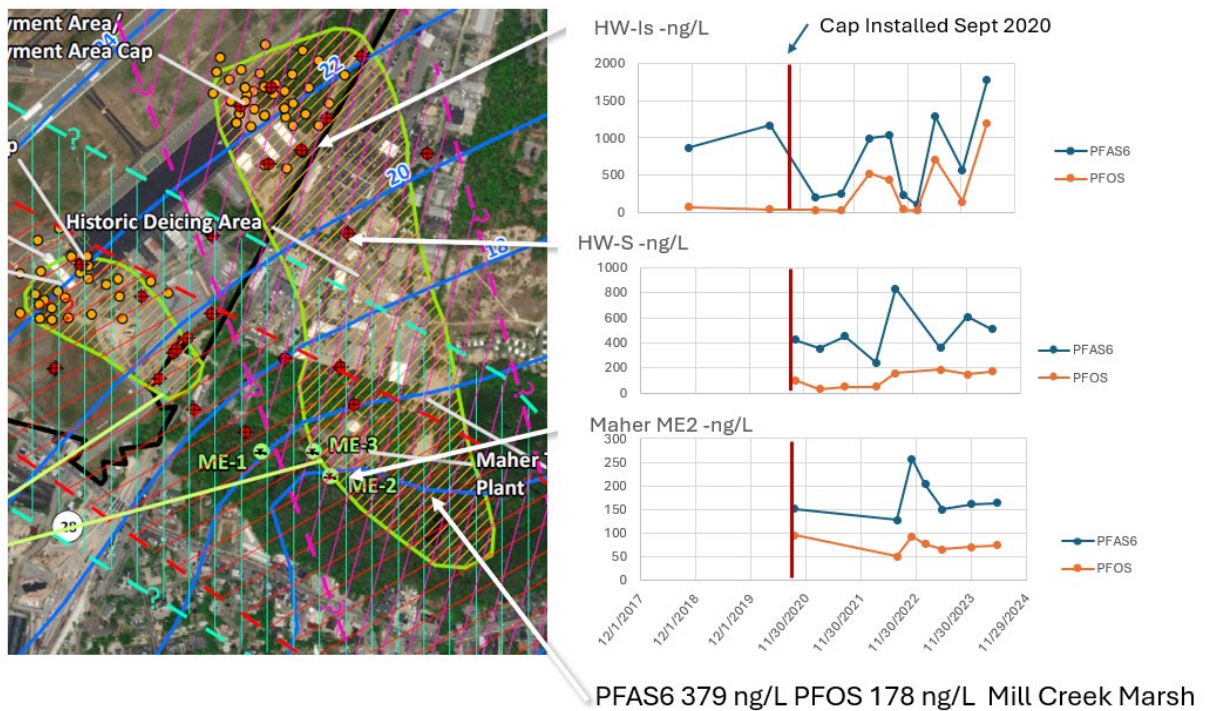 yment Area/
yment Area Cap
24
22
20
18
?
?
p
Historic Deicing Area
?
?
?
ME-1
ME-3
ME-2
Maher T
Plant
28
?
?
HW-Is -ng/L
Cap Installed Sept 2020
2000
1500
1000
500
0
PFAS6
PFOS
HW-S -ng/L
1000
800
600
400
200
0
PFAS6
PFOS
Maher ME2 -ng/L
300
250
200
150
100
50
0
PFAS6
PFOS
12/1/2017
12/1/2018
12/1/2019
11/30/2020
11/30/2021
11/30/2022
11/30/2023
11/29/2024
PFAS6 379 ng/L PFOS 178 ng/L Mill Creek Marsh